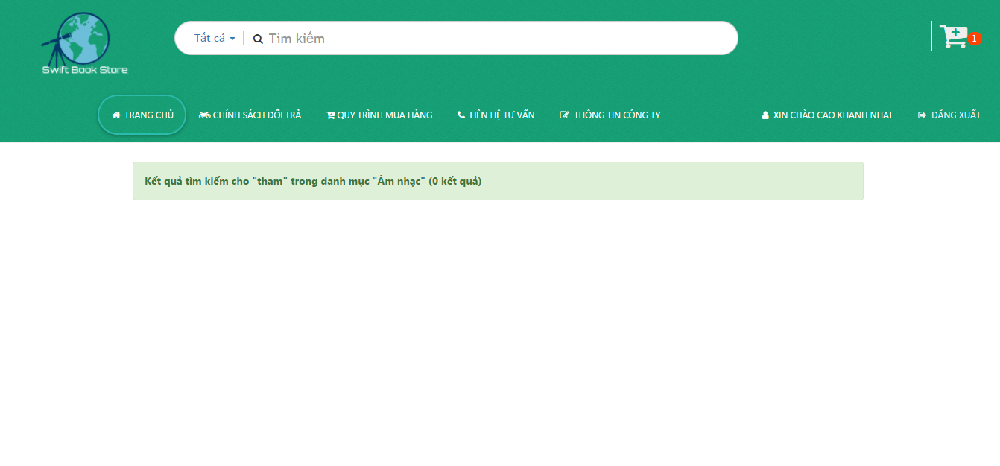 Swift Book Store
Tất cả
Tìm kiếm
1
TRANG CHỦ
CHÍNH SÁCH ĐỔI TRẢ
QUY TRÌNH MUA HÀNG
LIÊN HỆ TƯ VẤN
THÔNG TIN CÔNG TY
XIN CHÀO CAO KHANH NHAT
ĐĂNG XUẤT
Kết quả tìm kiếm cho "tham" trong danh mục "Âm nhạc" (0 kết quả)